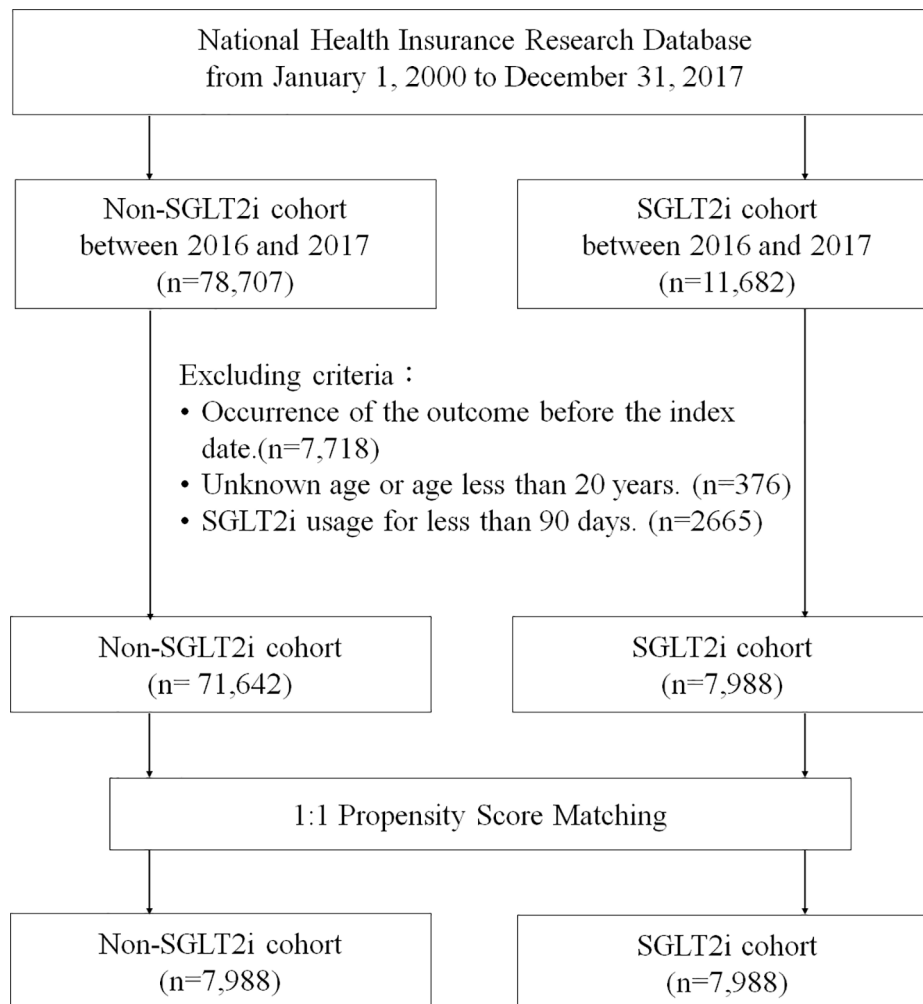 National Health Insurance Research Database
from January 1, 2000 to December 31, 2017
Non-SGLT2i cohort
between 2016 and 2017
(n=78,707)
SGLT2i cohort
between 2016 and 2017
(n=11,682)
Excluding criteria：
• Occurrence of the outcome before the index
date.(n=7,718)
• Unknown age or age less than 20 years. (n=376)
• SGLT2i usage for less than 90 days. (n=2665)
Non-SGLT2i cohort
(n= 71,642)
SGLT2i cohort
(n=7,988)
1:1 Propensity Score Matching
Non-SGLT2i cohort
(n=7,988)
SGLT2i cohort
(n=7,988)